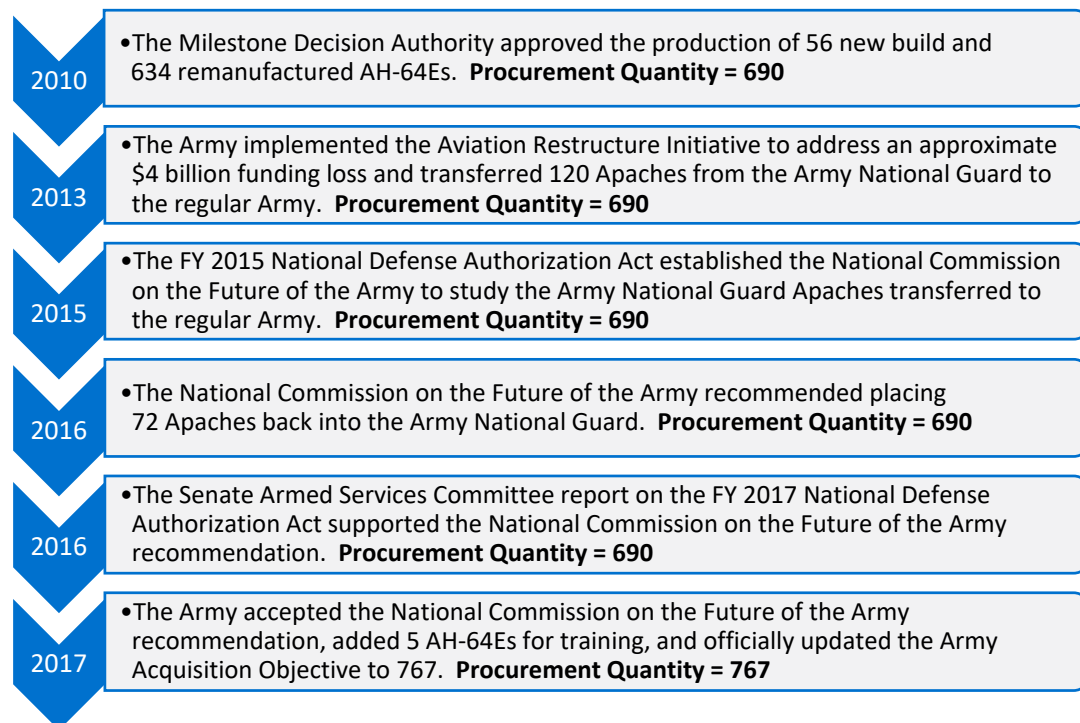 2010
•The Milestone Decision Authority approved the production of 56 new build and
634 remanufactured AH-64Es.  Procurement Quantity = 690
2013
•The Army implemented the Aviation Restructure Initiative to address an approximate
$4 billion funding loss and transferred 120 Apaches from the Army National Guard to
the regular Army.  Procurement Quantity = 690
2015
•The FY 2015 National Defense Authorization Act established the National Commission
on the Future of the Army to study the Army National Guard Apaches transferred to
the regular Army.  Procurement Quantity = 690
2016
•The National Commission on the Future of the Army recommended placing
72 Apaches back into the Army National Guard.  Procurement Quantity = 690
2016
•The Senate Armed Services Committee report on the FY 2017 National Defense
Authorization Act supported the National Commission on the Future of the Army
recommendation.  Procurement Quantity = 690
2017
•The Army accepted the National Commission on the Future of the Army
recommendation, added 5 AH-64Es for training, and officially updated the Army
Acquisition Objective to 767.  Procurement Quantity = 767